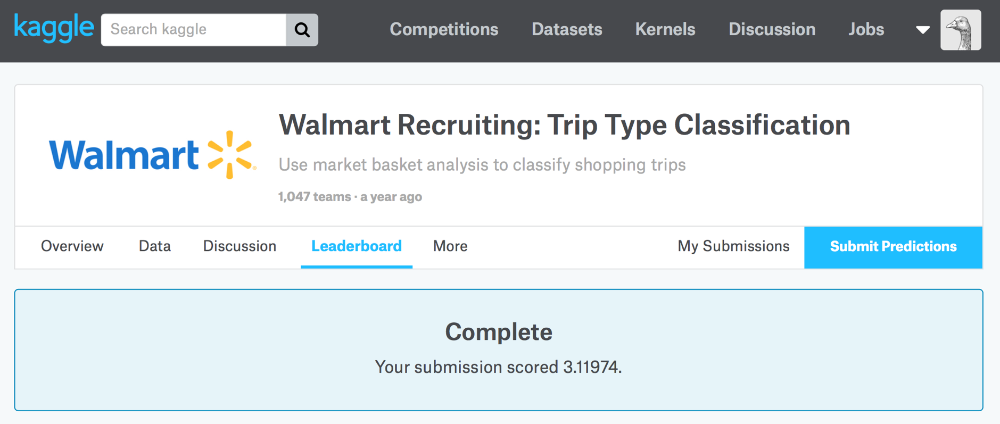 kaggle Search kaggle Competitions Datasets Kernels Discussion Jobs
Walmart
Walmart Recruiting: Trip Type Classification
Use market basket analysis to classify shopping trips
1,047 teams · a year ago
Overview Data Discussion Leaderboard More My Submissions Submit Predictions
Complete
Your submission scored 3.11974.